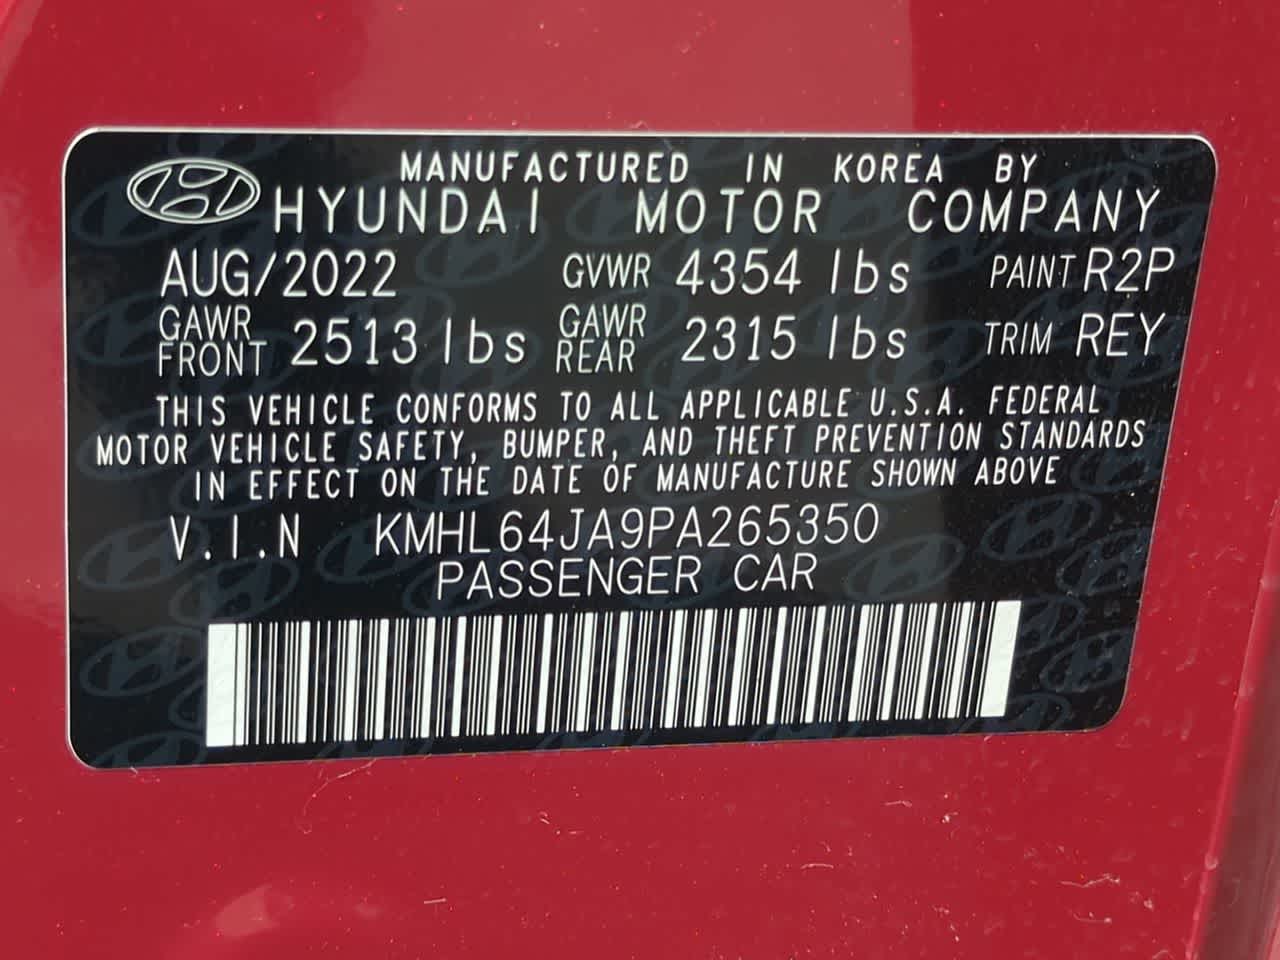 MANUFACTURED IN KOREA BY
HYUNDAI MOTOR COMPANY
AUG/2022 GVWR 4354 lbs PAINT R2P
GAWR FRONT 2513 lbs GAWR REAR 2315 lbs TRIM REY
THIS VEHICLE CONFORMS TO ALL APPLICABLE U.S.A. FEDERAL
MOTOR VEHICLE SAFETY, BUMPER, AND THEFT PREVENTION STANDARDS
IN EFFECT ON THE DATE OF MANUFACTURE SHOWN ABOVE
V.I.N KMHL64JA9PA265350
PASSENGER CAR